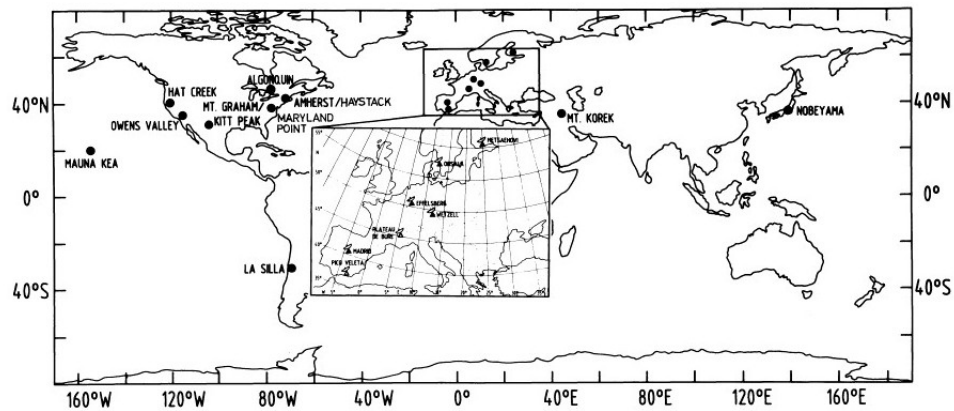 ALGONQUIN
HAT CREEK
40°N
MT. GRAHAM/
AMHERST/HAYSTACK
40°N
NOBEYAMA
MT. KOREK
OWENS VALLEY
KITT PEAK
MARYLAND
POINT
MAUNA KEA
METSAHOVI
ONSALA
EFFELSBERG
WETZELL
PLATEAU
DE BURE
MADRID
PICO VELETA
0°
0°
LA SILLA
40°S
40°S
160°W
120°W
80°W
40°W
0°
40°E
80°E
120°E
160°E